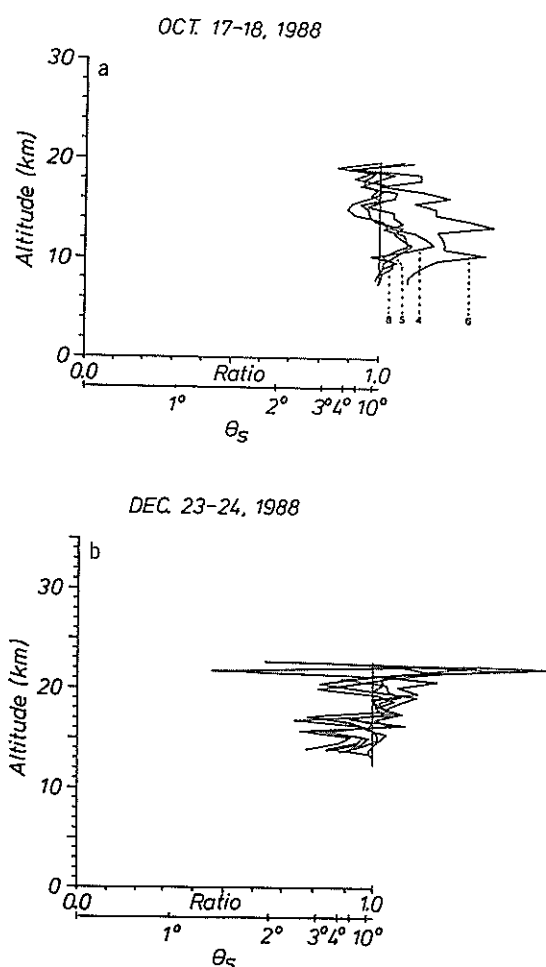 OCT. 17-18, 1988
a
30
20
10
0
Altitude (km)
8 5 4 6
0.0 Ratio 1.0
1° 2° 3° 4° 10°
θs
DEC. 23-24, 1988
b
30
20
10
0
Altitude (km)
0.0 Ratio 1.0
1° 2° 3° 4° 10°
θs